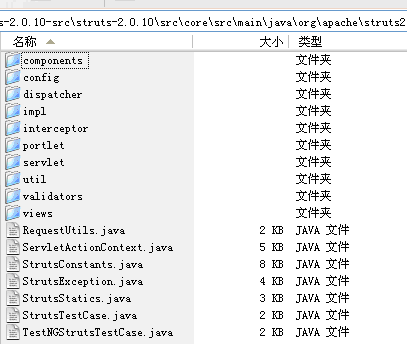 s-2.0.10-src\struts-2.0.10\src\core\src\main\java\org\apache\struts2
名称 大小 类型
components 文件夹
config 文件夹
dispatcher 文件夹
impl 文件夹
interceptor 文件夹
portlet 文件夹
servlet 文件夹
util 文件夹
validators 文件夹
views 文件夹
RequestUtils.java 2 KB JAVA 文件
ServletActionContext.java 5 KB JAVA 文件
StrutsConstants.java 8 KB JAVA 文件
StrutsException.java 4 KB JAVA 文件
StrutsStatics.java 3 KB JAVA 文件
StrutsTestCase.java 2 KB JAVA 文件
TestNGStrutsTestCase.java 2 KB JAVA 文件